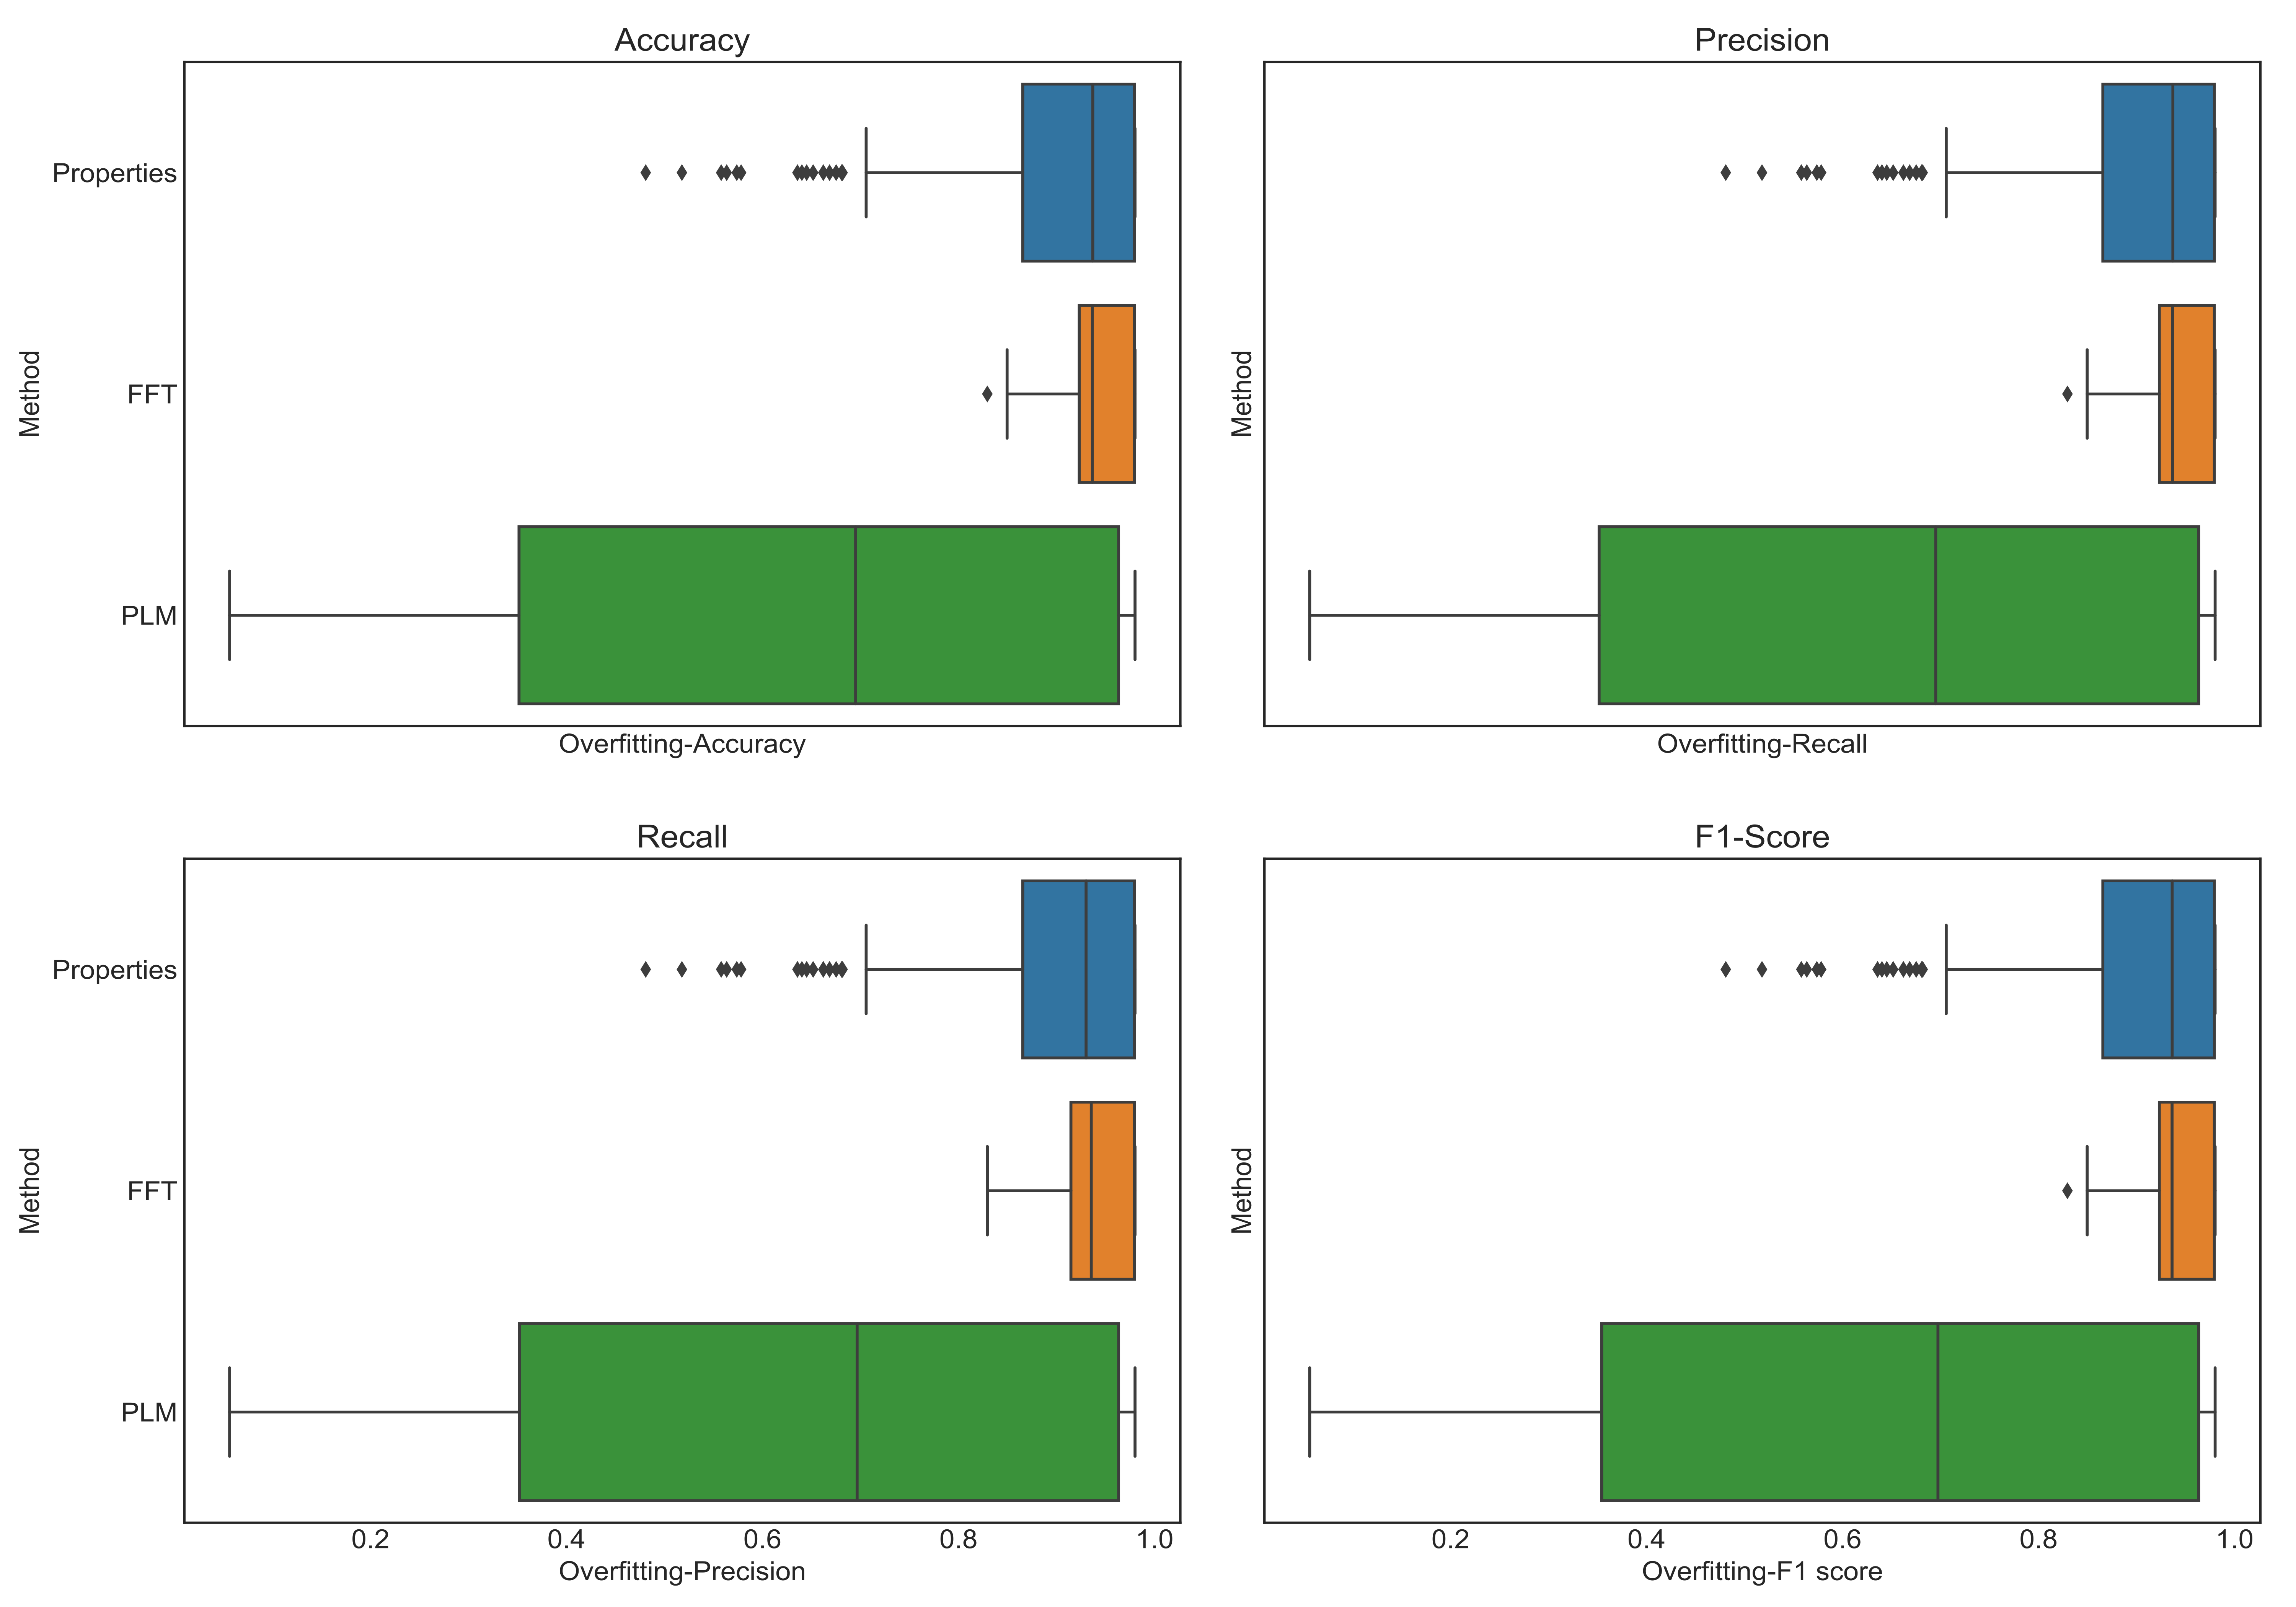 Accuracy
Properties
FFT
PLM
Method
Overfitting-Accuracy
Precision
Method
Overfitting-Recall
Recall
Properties
FFT
PLM
Method
0.2 0.4 0.6 0.8 1.0
Overfitting-Precision
F1-Score
Method
0.2 0.4 0.6 0.8 1.0
Overfitting-F1 score